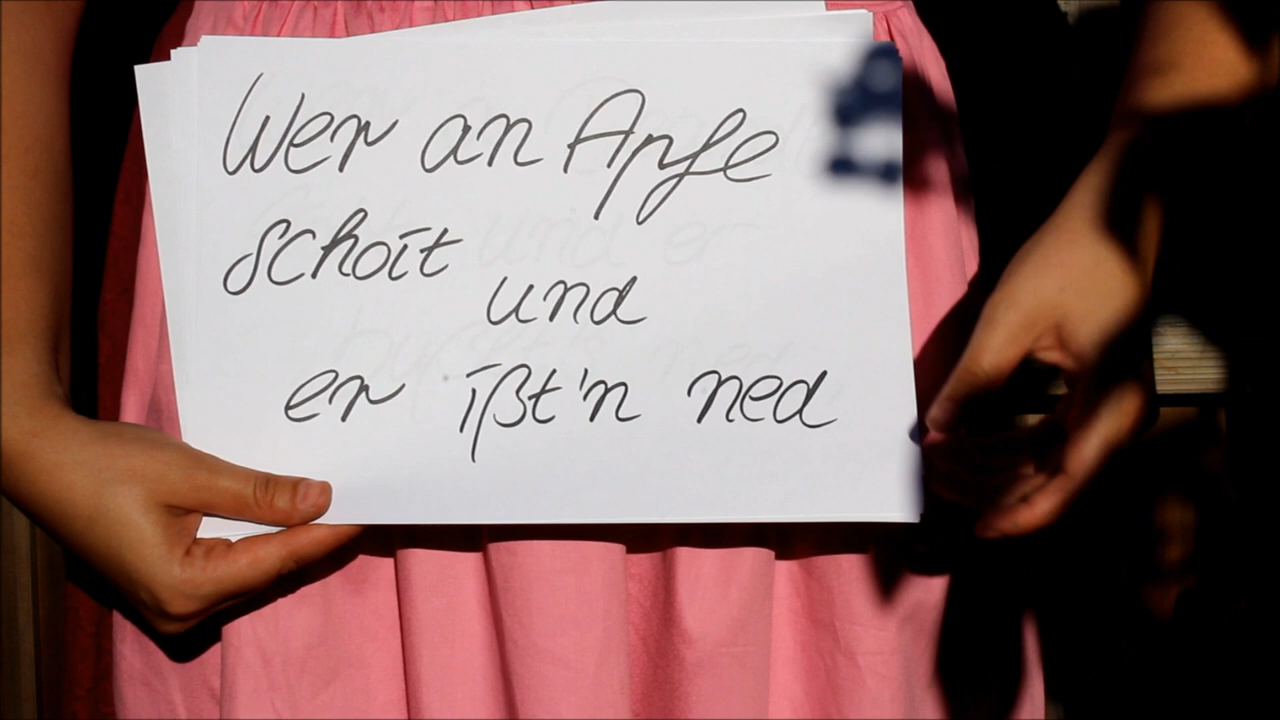 Wer an Apfe
schoit
und
er ißt'n ned